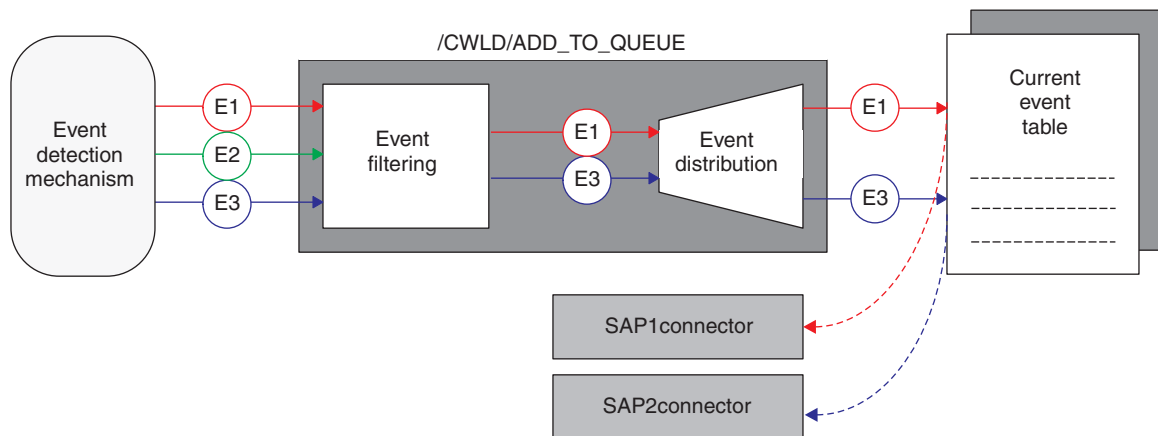 /CWLD/ADD_TO_QUEUE
Event
detection
mechanism
E1
E2
E3
Event
filtering
E1
E3
Event
distribution
E1
E3
Current
event
table
SAP1connector
SAP2connector